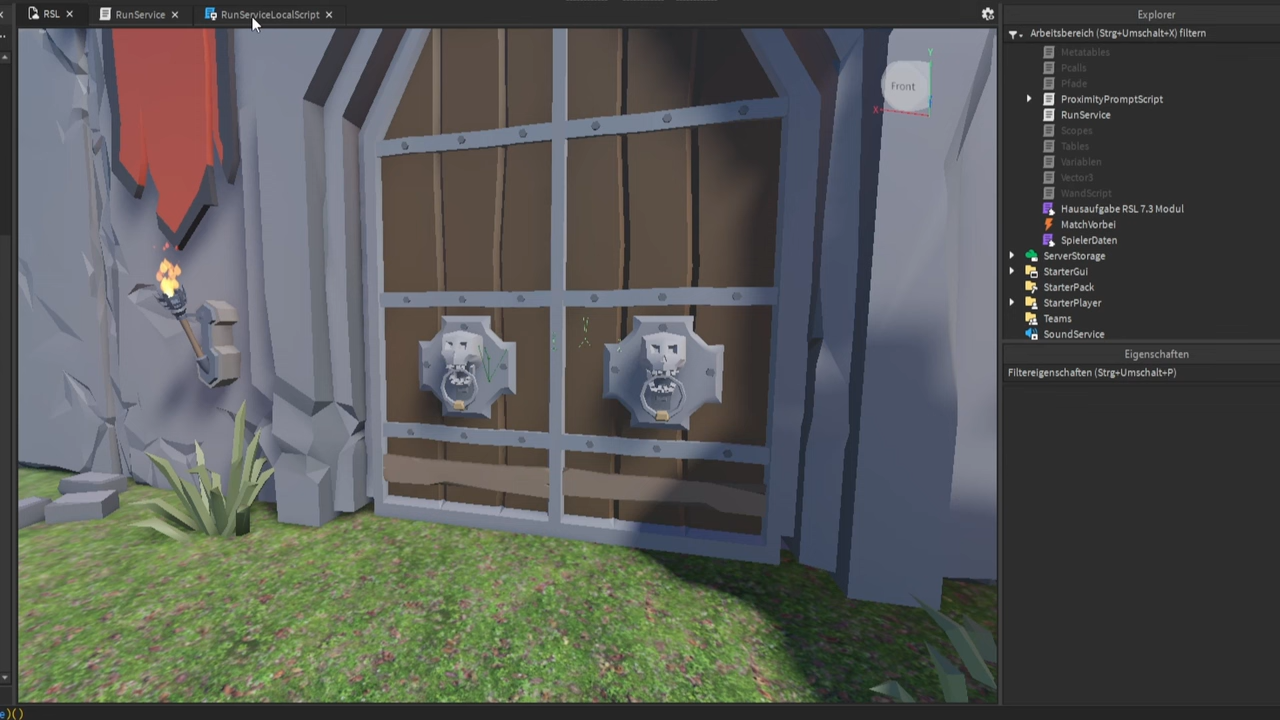 RSL
RunService
RunServiceLocalScript
Front
Y
X
Explorer
Arbeitsbereich (Strg+Umschalt+X) filtern
Metatables
Pcalls
Pfade
ProximityPromptScript
RunService
Scopes
Tables
Variablen
Vector3
WandScript
Hausaufgabe RSL 7.3 Modul
MatchVorbei
SpielerDaten
ServerStorage
StarterGui
StarterPack
StarterPlayer
Teams
SoundService
Eigenschaften
Filtereigenschaften (Strg+Umschalt+P)
e)()